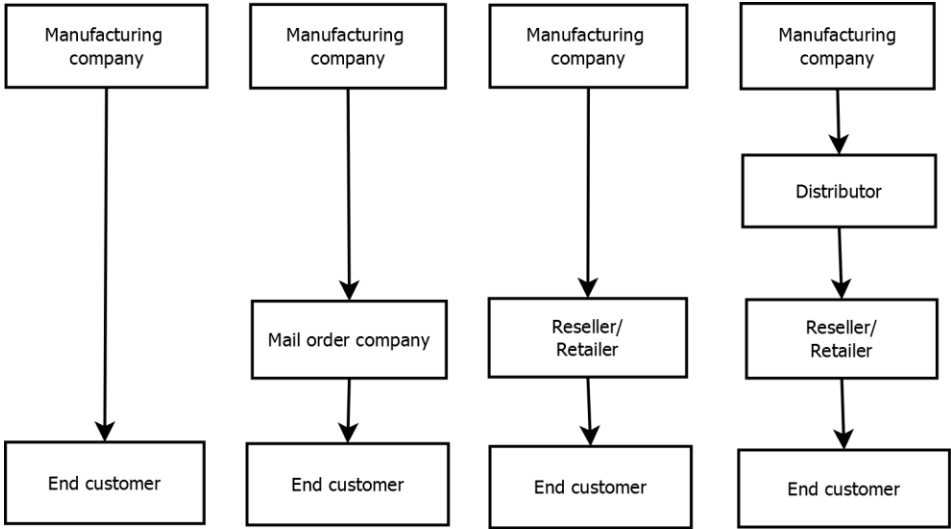 Manufacturing
company
Manufacturing
company
Manufacturing
company
Manufacturing
company
Distributor
Mail order company
Reseller/
Retailer
Reseller/
Retailer
End customer
End customer
End customer
End customer